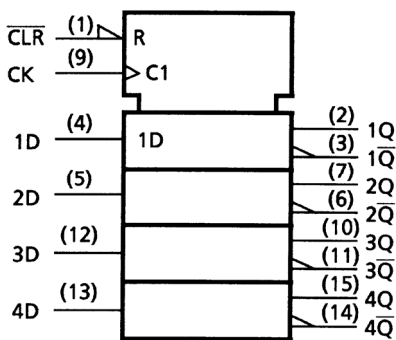 C̅L̅R̅ (1) R
CK (9) C1
1D (4) 1D
(2) 1Q
(3) 1Q̅
2D (5)
(7) 2Q
(6) 2Q̅
3D (12)
(10) 3Q
(11) 3Q̅
4D (13)
(15) 4Q
(14) 4Q̅